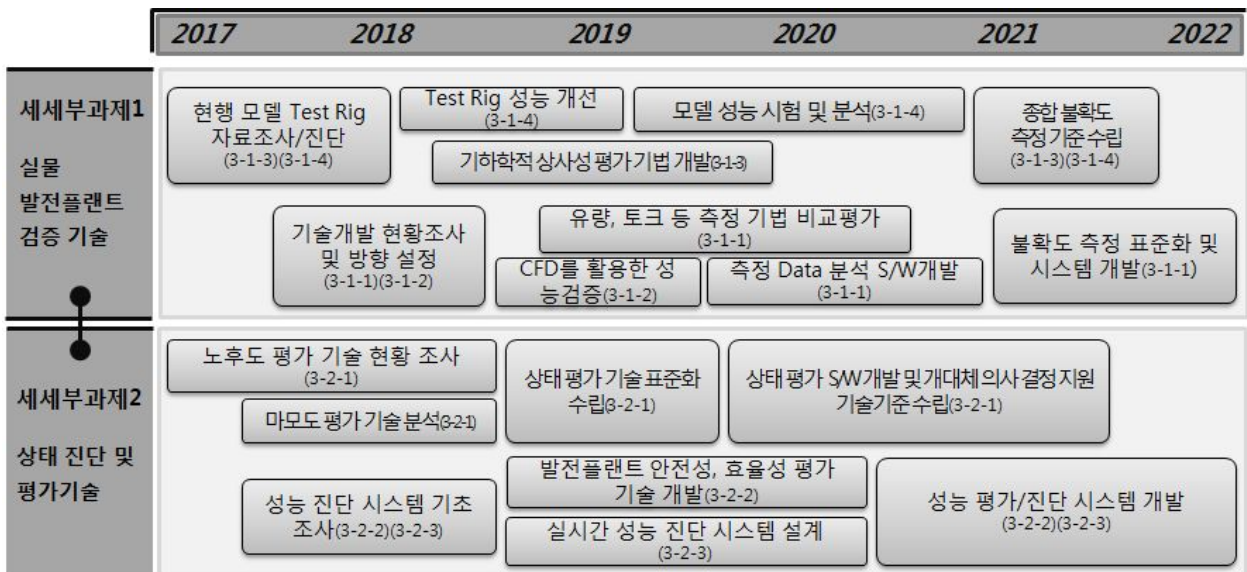 2017 2018 2019 2020 2021 2022
세세부과제1
실물
발전플랜트
검증 기술
현행 모델 Test Rig
자료조사/진단
(3-1-3)(3-1-4)
Test Rig 성능 개선
(3-1-4)
모델 성능 시험 및 분석(3-1-4)
종합 불확도
측정 기준 수립
(3-1-3)(3-1-4)
기하학적 상사성 평가 기법 개발(3-1-3)
기술개발 현황조사
및 방향 설정
(3-1-1)(3-1-2)
유량, 토크 등 측정 기법 비교평가
(3-1-1)
CFD를 활용한 성
능검증(3-1-2)
측정 Data 분석 S/W개발
(3-1-1)
불확도 측정 표준화 및
시스템 개발(3-1-1)
세세부과제2
상태 진단 및
평가기술
노후도 평가 기술 현황 조사
(3-2-1)
마모도 평가 기술 분석(3-2-1)
상태 평가 기술 표준화
수립(3-2-1)
상태 평가 S/W 개발 및 개대체 의사 결정 지원
기술기준 수립(3-2-1)
성능 진단 시스템 기초
조사(3-2-2)(3-2-3)
발전플랜트 안전성, 효율성 평가
기술 개발(3-2-2)
실시간 성능 진단 시스템 설계
(3-2-3)
성능 평가/진단 시스템 개발
(3-2-2)(3-2-3)